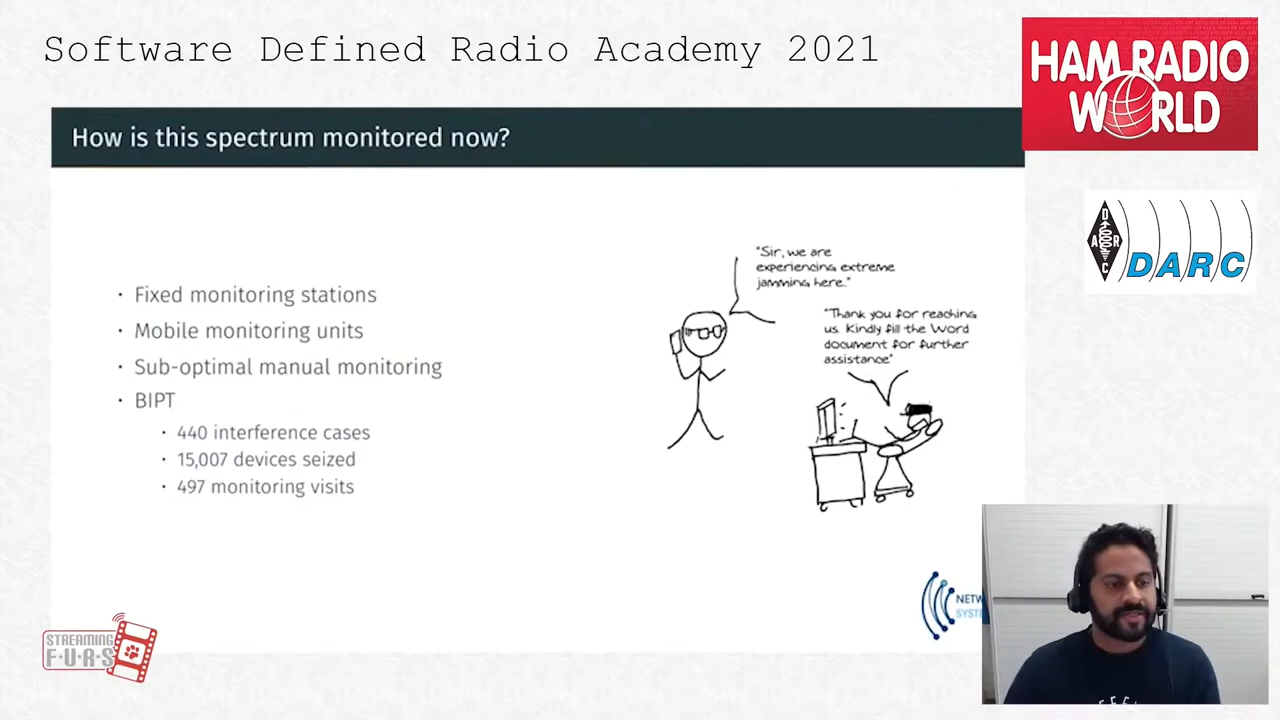 Software Defined Radio Academy 2021
HAM RADIO
WORLD
How is this spectrum monitored now?
D
A R
C
DARC
"Sir, we are
experiencing extreme
jamming here."
"Thank you for reaching
us. Kindly fill the Word
document for further
assistance"
· Fixed monitoring stations
· Mobile monitoring units
· Sub-optimal manual monitoring
· BIPT
· 440 interference cases
· 15,007 devices seized
· 497 monitoring visits
STREAMING
F·U·R·S